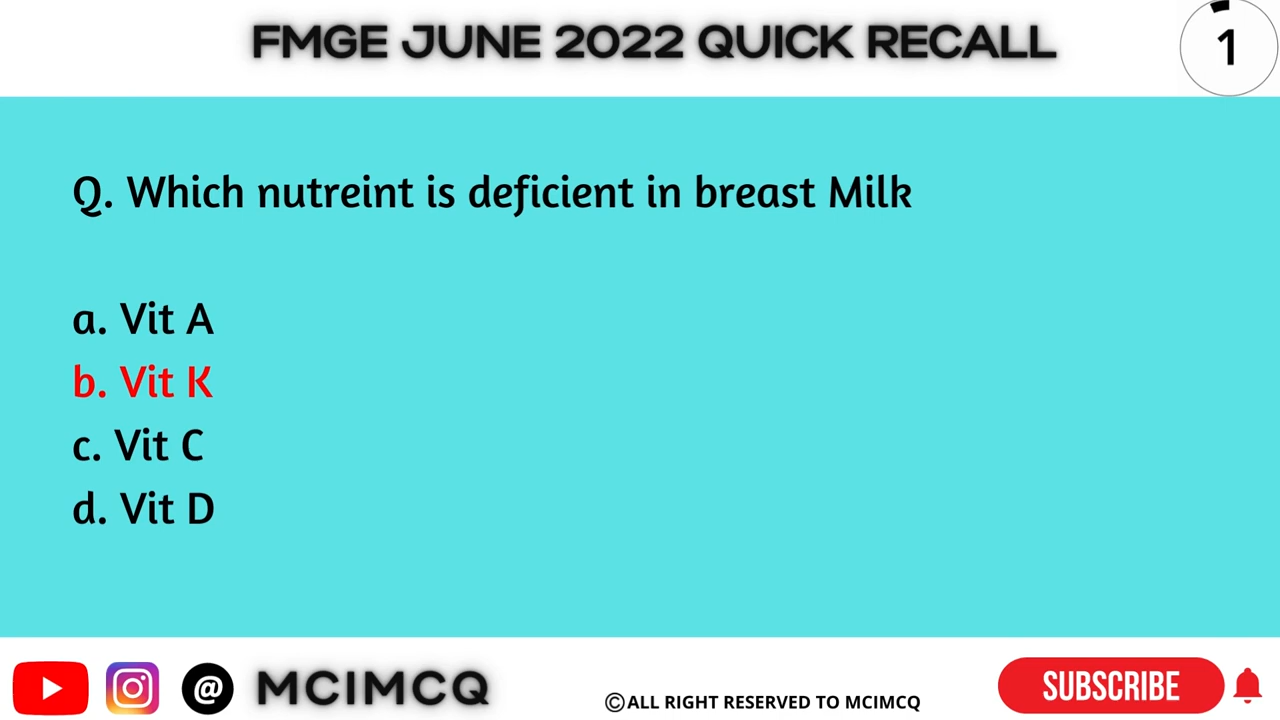 FMGE JUNE 2022 QUICK RECALL
1
Q. Which nutreint is deficient in breast Milk
a. Vit A
b. Vit K
c. Vit C
d. Vit D
@ MCIMCQ
©ALL RIGHT RESERVED TO MCIMCQ
SUBSCRIBE